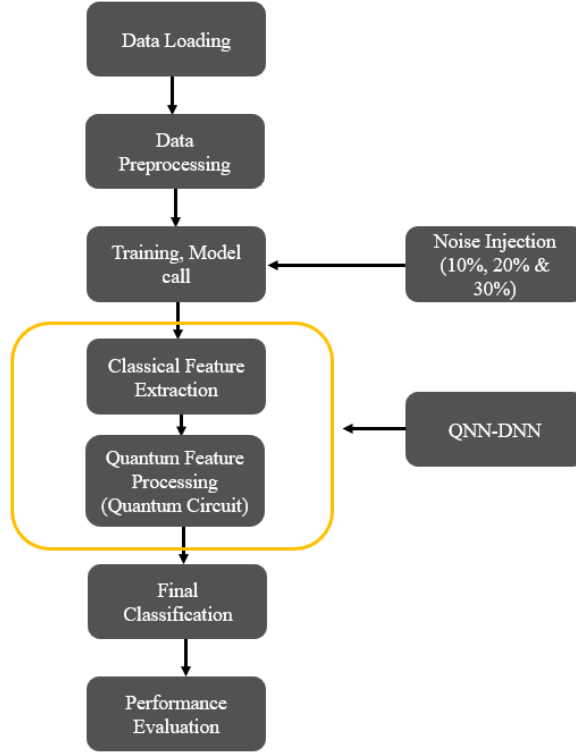 Data Loading
Data
Preprocessing
Training, Model
call
Noise Injection
(10%, 20% &
30%)
Classical Feature
Extraction
QNN-DNN
Quantum Feature
Processing
(Quantum Circuit)
Final
Classification
Performance
Evaluation